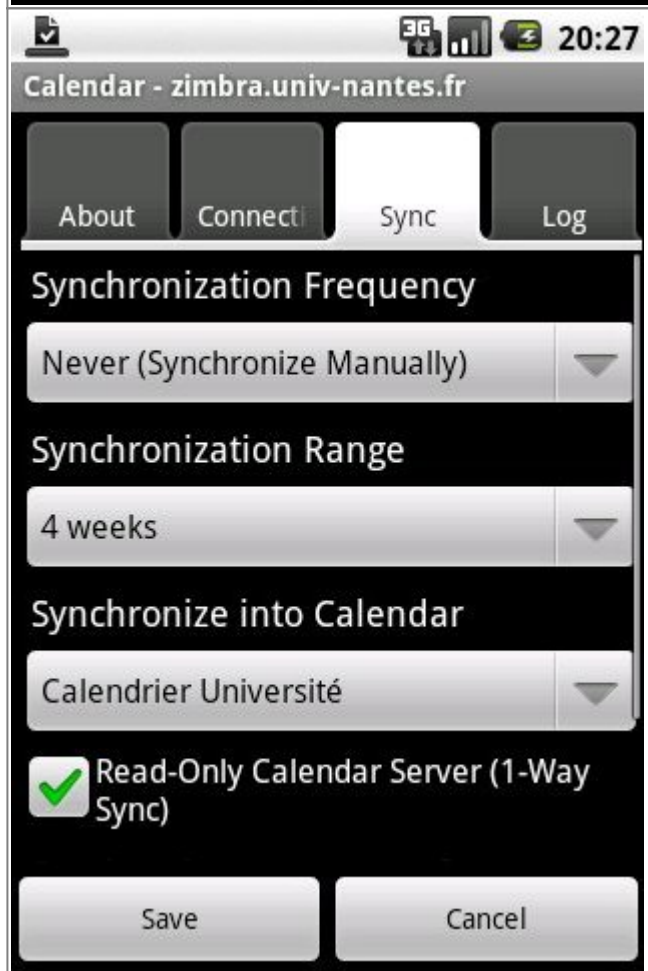 3G 20:27
Calendar - zimbra.univ-nantes.fr
About Connecti Sync Log
Synchronization Frequency
Never (Synchronize Manually)
Synchronization Range
4 weeks
Synchronize into Calendar
Calendrier Université
Read-Only Calendar Server (1-Way
Sync)
Save Cancel